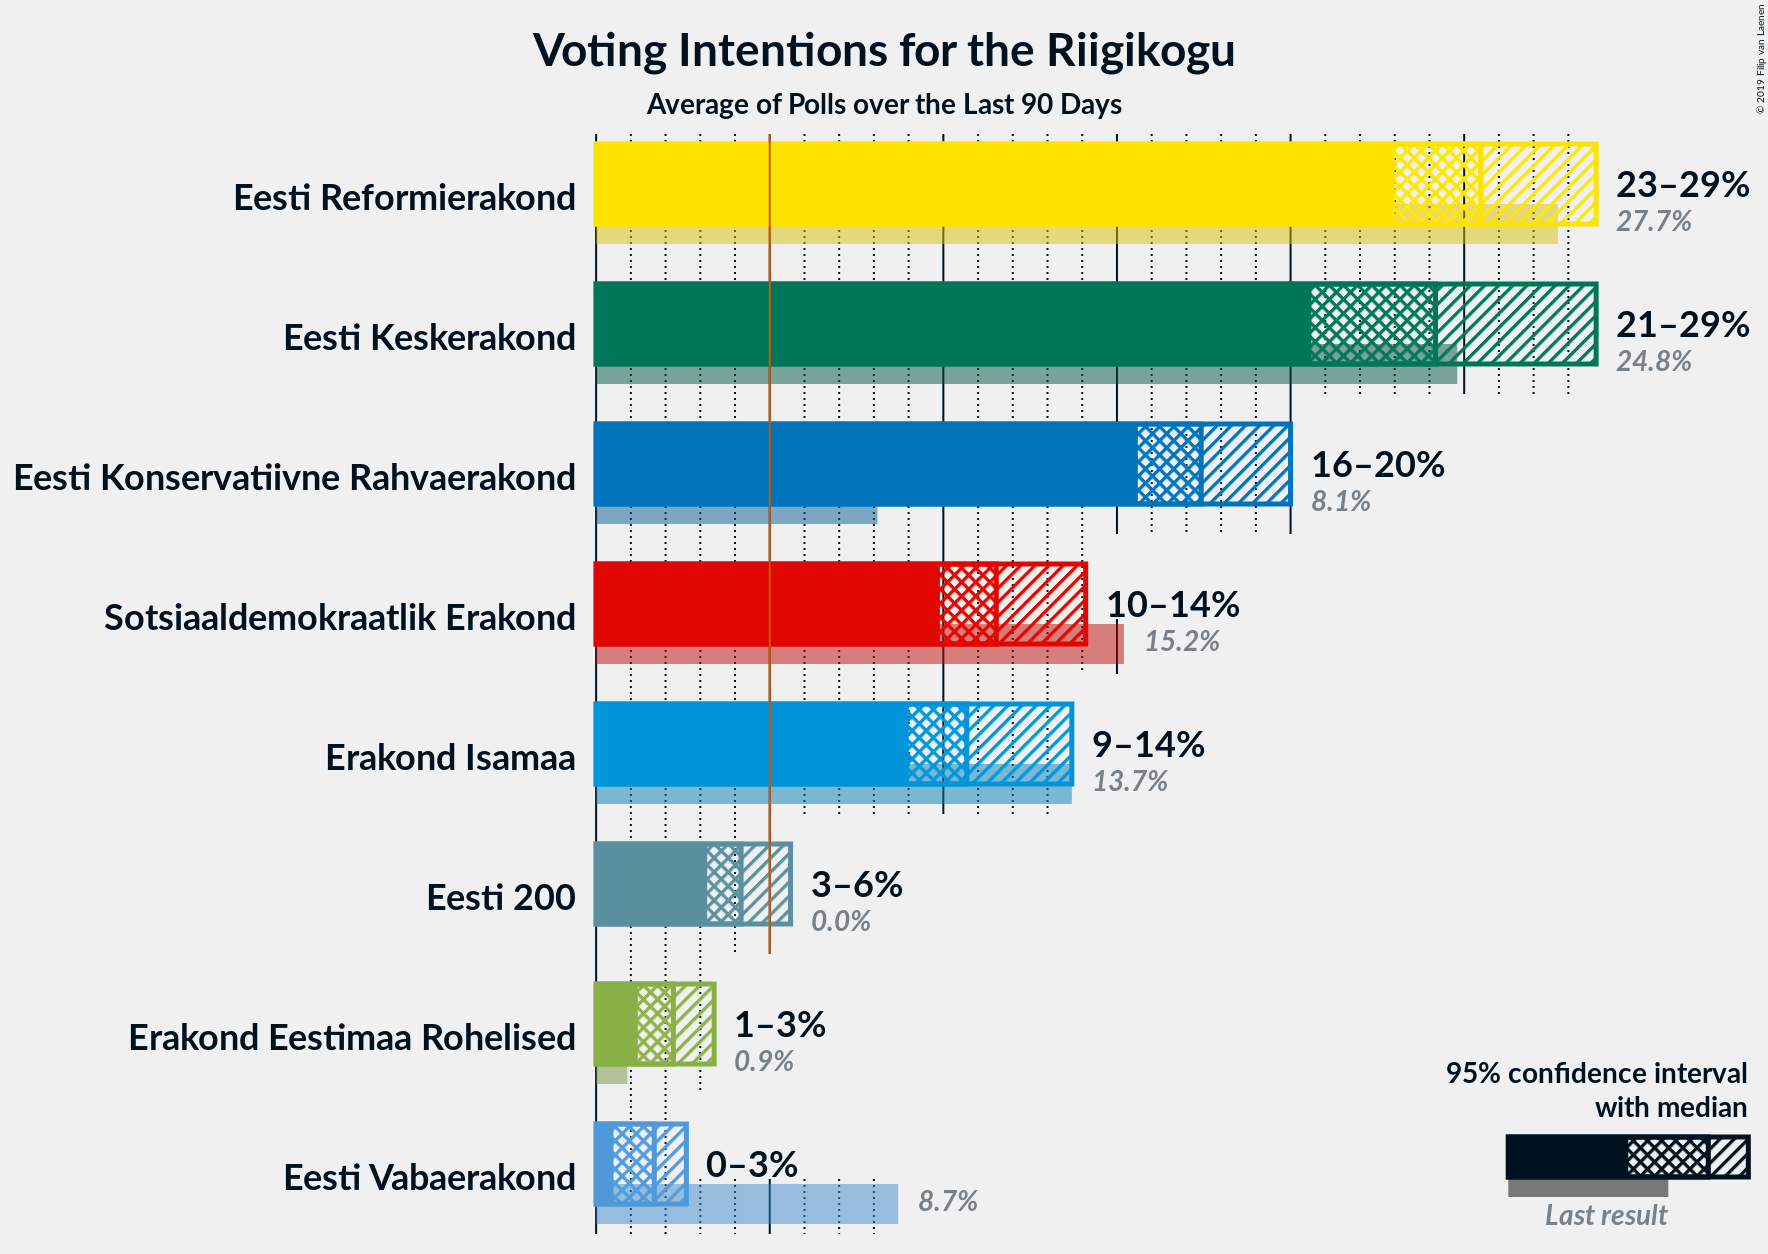 Voting Intentions for the Riigikogu
Average of Polls over the Last 90 Days
© 2019 Filip van Laenen
Eesti Reformierakond
23–29%
27.7%
Eesti Keskerakond
21–29%
24.8%
Eesti Konservatiivne Rahvaerakond
16–20%
8.1%
Sotsiaaldemokraatlik Erakond
10–14%
15.2%
Erakond Isamaa
9–14%
13.7%
Eesti 200
3–6%
0.0%
Erakond Eestimaa Rohelised
1–3%
0.9%
Eesti Vabaerakond
0–3%
8.7%
95% confidence interval
with median
Last result